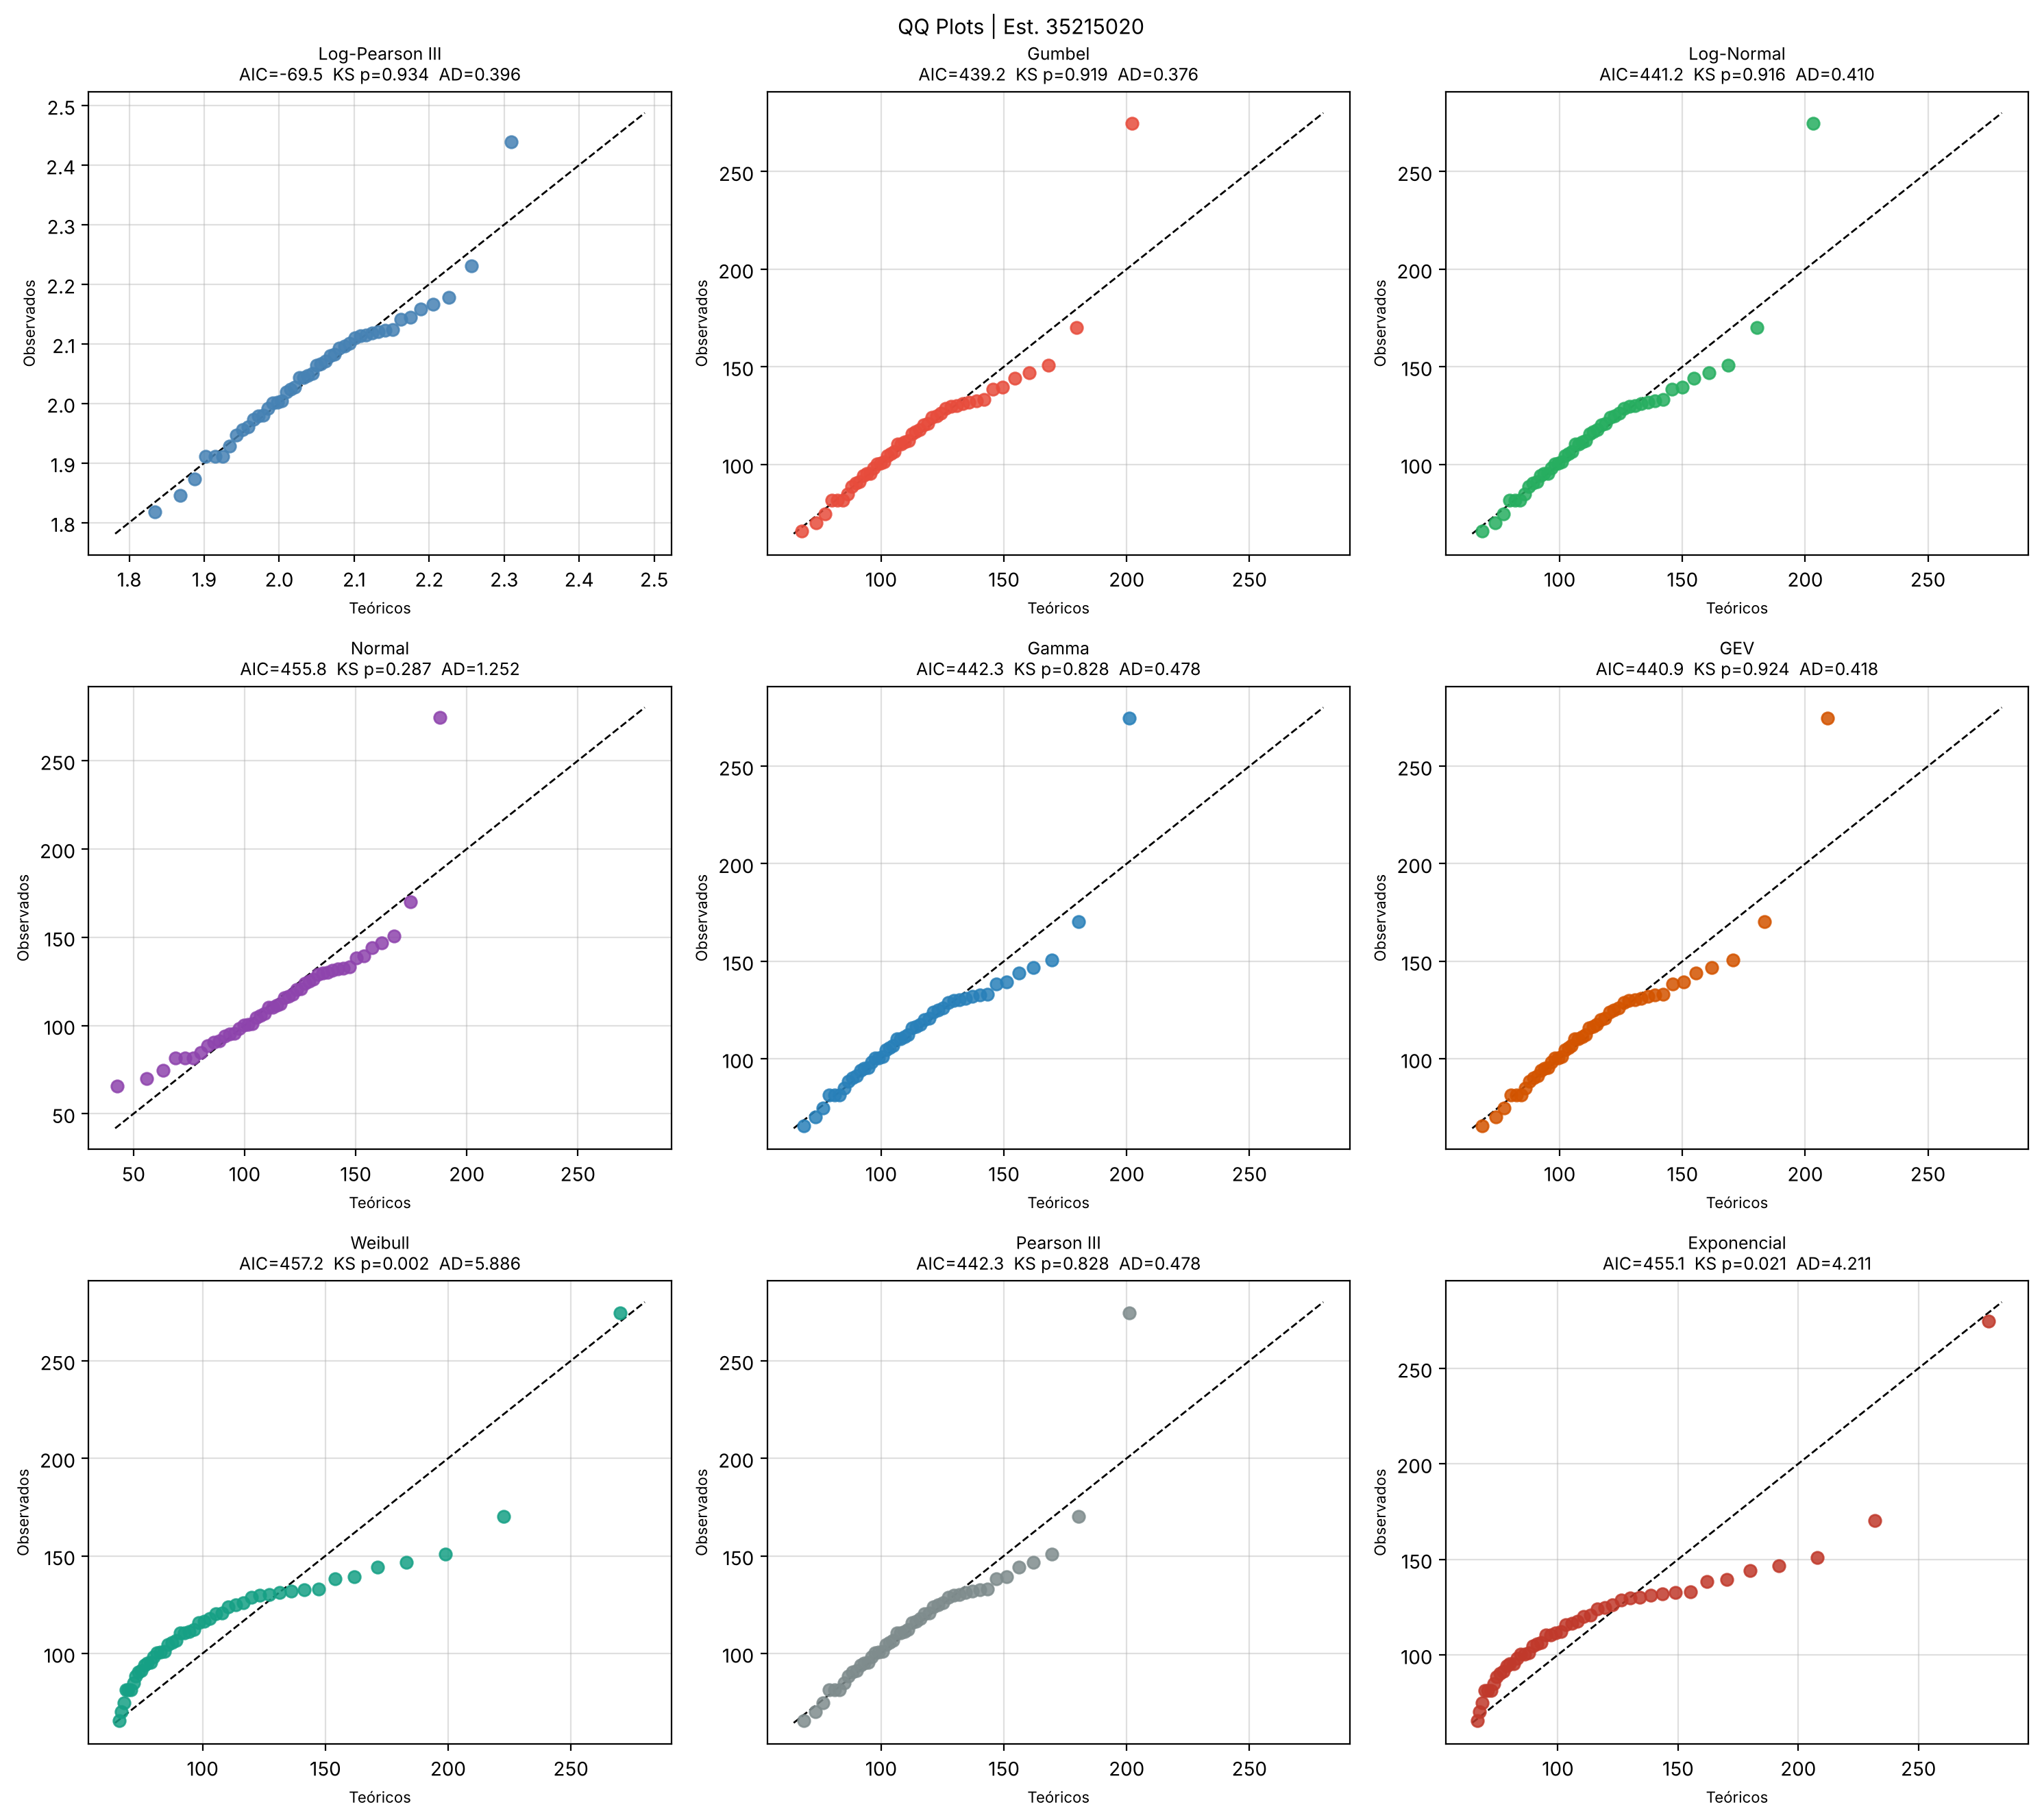 QQ Plots | Est. 35215020
Log-Pearson III
AIC=-69.5 KS p=0.934 AD=0.396
2.5
2.4
2.3
2.2
2.1
2.0
1.9
1.8
Observados
1.8 1.9 2.0 2.1 2.2 2.3 2.4 2.5
Teóricos
Gumbel
AIC=439.2 KS p=0.919 AD=0.376
250
200
150
100
Observados
100 150 200 250
Teóricos
Log-Normal
AIC=441.2 KS p=0.916 AD=0.410
250
200
150
100
Observados
100 150 200 250
Teóricos
Normal
AIC=455.8 KS p=0.287 AD=1.252
250
200
150
100
50
Observados
50 100 150 200 250
Teóricos
Gamma
AIC=442.3 KS p=0.828 AD=0.478
250
200
150
100
Observados
100 150 200 250
Teóricos
GEV
AIC=440.9 KS p=0.924 AD=0.418
250
200
150
100
Observados
100 150 200 250
Teóricos
Weibull
AIC=457.2 KS p=0.002 AD=5.886
250
200
150
100
Observados
100 150 200 250
Teóricos
Pearson III
AIC=442.3 KS p=0.828 AD=0.478
250
200
150
100
Observados
100 150 200 250
Teóricos
Exponencial
AIC=455.1 KS p=0.021 AD=4.211
250
200
150
100
Observados
100 150 200 250
Teóricos